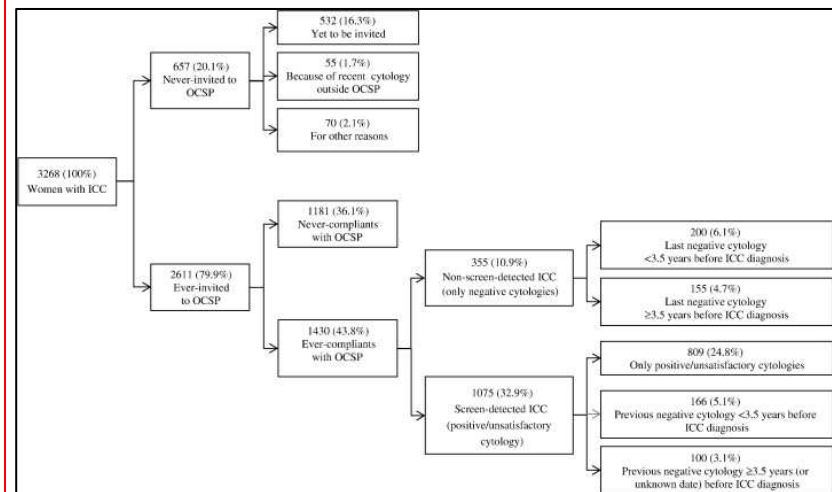 532 (16.3%)
Yet to be invited
657 (20.1%)
Never-invited to
OCSP
55 (1.7%)
Because of recent cytology
outside OCSP
70 (2.1%)
For other reasons
3268 (100%)
Women with ICC
1181 (36.1%)
Never-compliants
with OCSP
2611 (79.9%)
Ever-invited
to OCSP
1430 (43.8%)
Ever-compliants
with OCSP
355 (10.9%)
Non-screen-detected ICC
(only negative cytologies)
200 (6.1%)
Last negative cytology
<3.5 years before ICC diagnosis
155 (4.7%)
Last negative cytology
≥3.5 years before ICC diagnosis
1075 (32.9%)
Screen-detected ICC
(positive/unsatisfactory
cytology)
809 (24.8%)
Only positive/unsatisfactory cytologies
166 (5.1%)
Previous negative cytology <3.5 years before
ICC diagnosis
100 (3.1%)
Previous negative cytology ≥3.5 years (or
unknown date) before ICC diagnosis